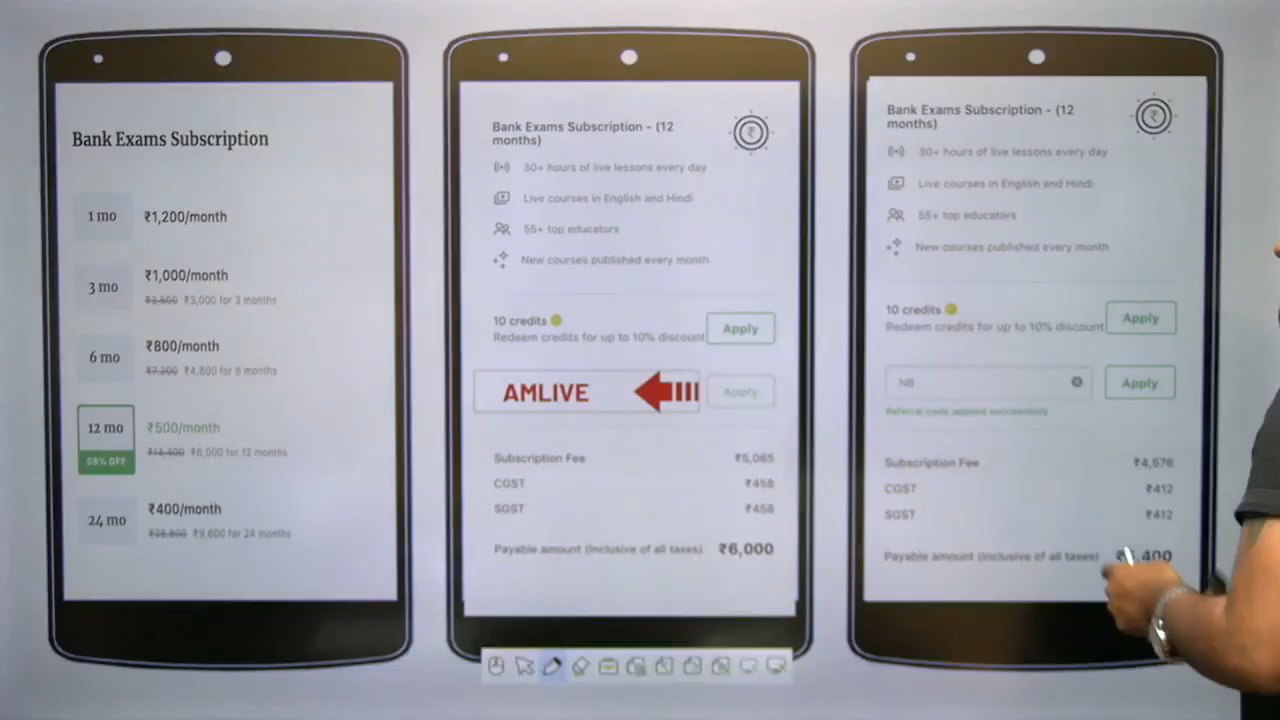 Bank Exams Subscription
1 mo
₹1,200/month
3 mo
₹1,000/month
₹3,600 ₹3,000 for 3 months
6 mo
₹800/month
₹7,200 ₹4,800 for 6 months
12 mo
68% OFF
₹500/month
₹14,400 ₹6,000 for 12 months
24 mo
₹400/month
₹28,800 ₹9,600 for 24 months
Bank Exams Subscription - (12
months)
30+ hours of live lessons every day
Live courses in English and Hindi
55+ top educators
New courses published every month
10 credits
Redeem credits for up to 10% discount
Apply
AMLIVE
Apply
Subscription Fee ₹5,085
CGST ₹458
SGST ₹458
Payable amount (Inclusive of all taxes) ₹6,000
Bank Exams Subscription - (12
months)
30+ hours of live lessons every day
Live courses in English and Hindi
55+ top educators
New courses published every month
10 credits
Redeem credits for up to 10% discount
Apply
NB
Apply
Referral code applied successfully
Subscription Fee ₹4,576
CGST ₹412
SGST ₹412
Payable amount (Inclusive of all taxes)